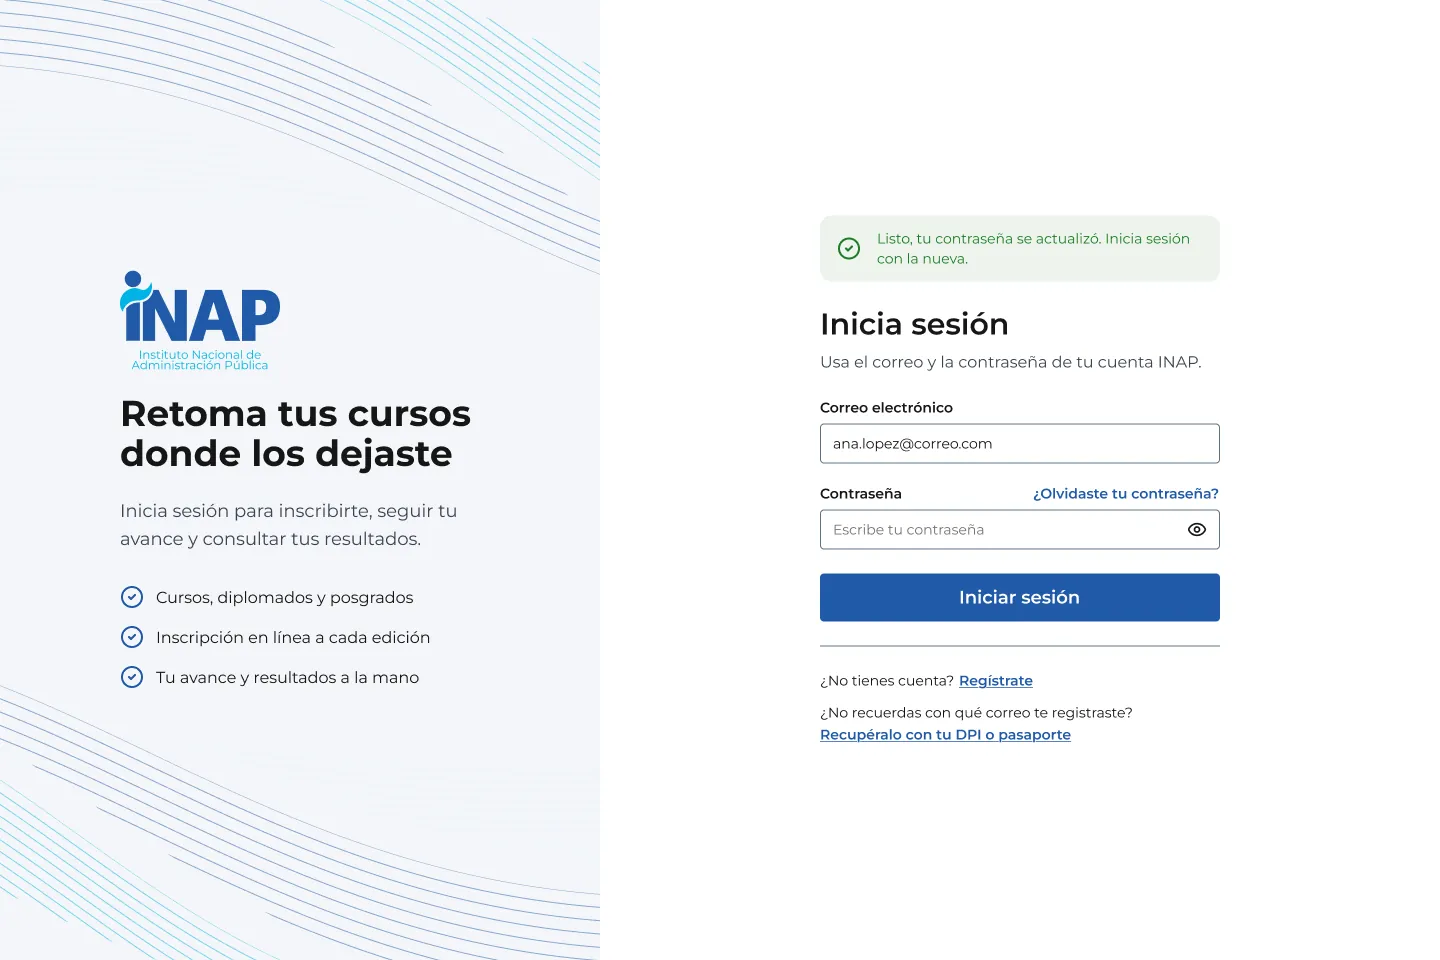 iNAP
Instituto Nacional de
Administración Pública
Retoma tus cursos
donde los dejaste
Inicia sesión para inscribirte, seguir tu
avance y consultar tus resultados.
Cursos, diplomados y posgrados
Inscripción en línea a cada edición
Tu avance y resultados a la mano
Listo, tu contraseña se actualizó. Inicia sesión
con la nueva.
Inicia sesión
Usa el correo y la contraseña de tu cuenta INAP.
Correo electrónico
ana.lopez@correo.com
Contraseña ¿Olvidaste tu contraseña?
Escribe tu contraseña
Iniciar sesión
¿No tienes cuenta? Regístrate
¿No recuerdas con qué correo te registraste?
Recupéralo con tu DPI o pasaporte